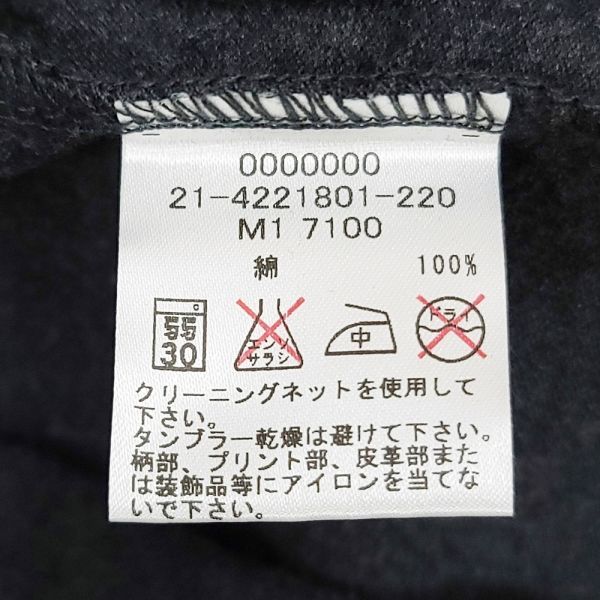 0000000
21-4221801-220
M1 7100
綿 100%
弱 30 エンソ サラシ 中 ドライ
クリーニングネットを使用して
下さい。
タンブラー乾燥は避けて下さい。
柄部、プリント部、皮革部また
は装飾品等にアイロンを当てな
いで下さい。